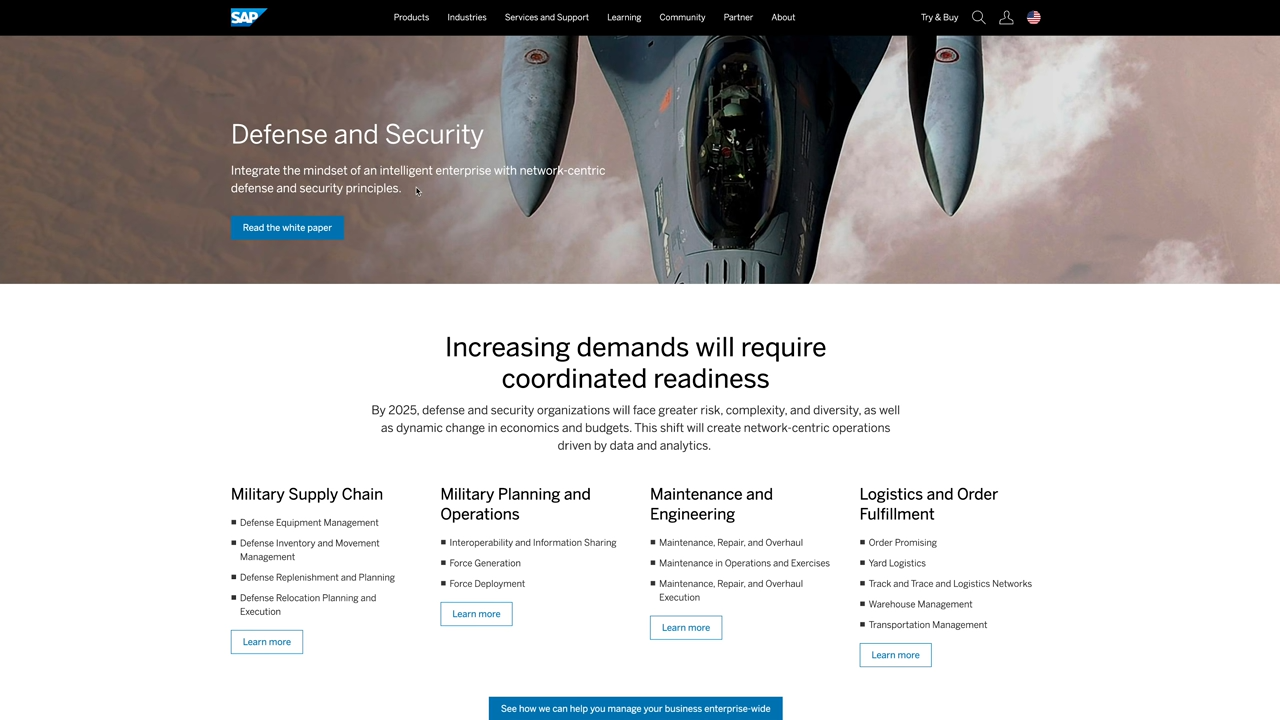 SAP
Products Industries Services and Support Learning Community Partner About
Try & Buy
Defense and Security
Integrate the mindset of an intelligent enterprise with network-centric
defense and security principles.
Read the white paper
Increasing demands will require
coordinated readiness
By 2025, defense and security organizations will face greater risk, complexity, and diversity, as well
as dynamic change in economics and budgets. This shift will create network-centric operations
driven by data and analytics.
Military Supply Chain
Defense Equipment Management
Defense Inventory and Movement
Management
Defense Replenishment and Planning
Defense Relocation Planning and
Execution
Learn more
Military Planning and
Operations
Interoperability and Information Sharing
Force Generation
Force Deployment
Learn more
Maintenance and
Engineering
Maintenance, Repair, and Overhaul
Maintenance in Operations and Exercises
Maintenance, Repair, and Overhaul
Execution
Learn more
Logistics and Order
Fulfillment
Order Promising
Yard Logistics
Track and Trace and Logistics Networks
Warehouse Management
Transportation Management
Learn more
See how we can help you manage your business enterprise-wide